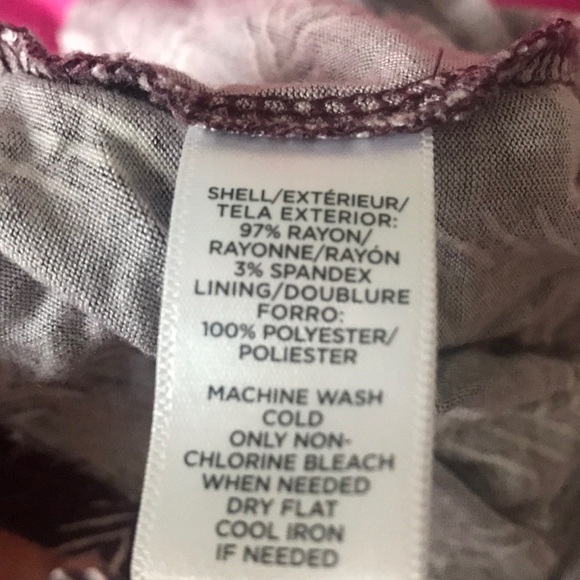 SHELL/EXTÉRIEUR/
TELA EXTERIOR:
97% RAYON/
RAYONNE/RAYÓN
3% SPANDEX
LINING/DOUBLURE
FORRO:
100% POLYESTER/
POLIESTER
MACHINE WASH
COLD
ONLY NON-
CHLORINE BLEACH
WHEN NEEDED
DRY FLAT
COOL IRON
IF NEEDED